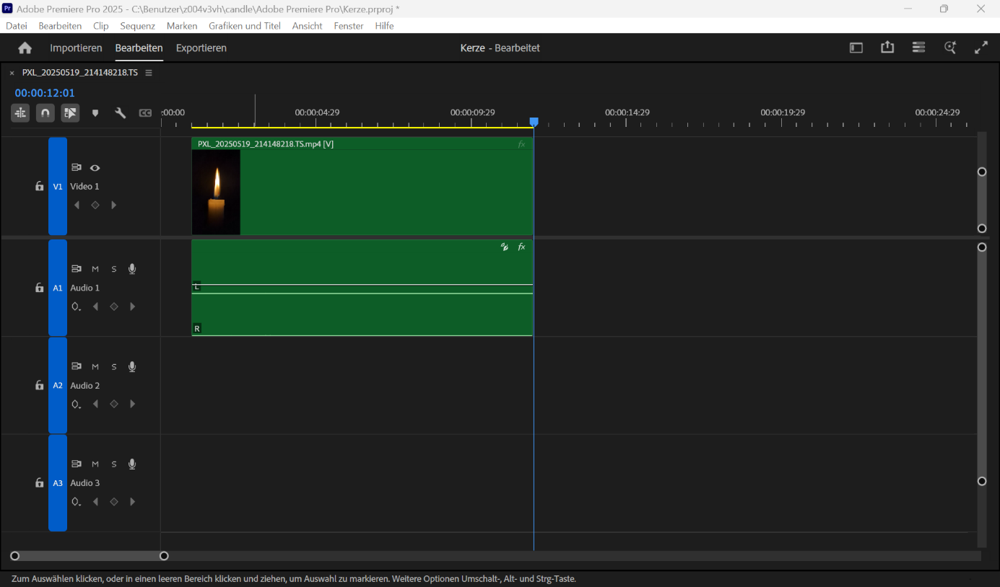 Pr Adobe Premiere Pro 2025 - C:\Benutzer\z004v3vh\candle\Adobe Premiere Pro\Kerze.prproj *
Datei Bearbeiten Clip Sequenz Marken Grafiken und Titel Ansicht Fenster Hilfe
Importieren Bearbeiten Exportieren Kerze - Bearbeitet
× PXL_20250519_214148218.TS
00:00:12:01
CC :00:00 00:00:04:29 00:00:09:29 00:00:14:29 00:00:19:29 00:00:24:29
PXL_20250519_214148218.TS.mp4 [V] fx
V1 Video 1
fx
M S
A1 Audio 1
L
R
M S
A2 Audio 2
M S
A3 Audio 3
Zum Auswählen klicken, oder in einen leeren Bereich klicken und ziehen, um Auswahl zu markieren. Weitere Optionen Umschalt-, Alt- und Strg-Taste.